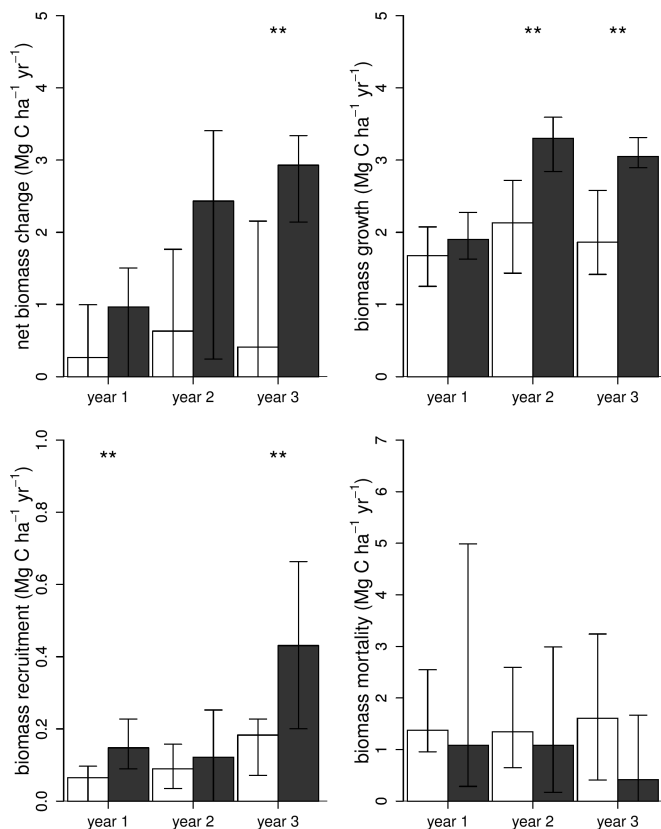 net biomass change (Mg C ha⁻¹ yr⁻¹)
0 1 2 3 4 5
**
year 1 year 2 year 3
biomass growth (Mg C ha⁻¹ yr⁻¹)
0 1 2 3 4 5
** **
year 1 year 2 year 3
biomass recruitment (Mg C ha⁻¹ yr⁻¹)
0.0 0.2 0.4 0.6 0.8 1.0
** **
year 1 year 2 year 3
biomass mortality (Mg C ha⁻¹ yr⁻¹)
0 1 2 3 4 5 6 7
year 1 year 2 year 3